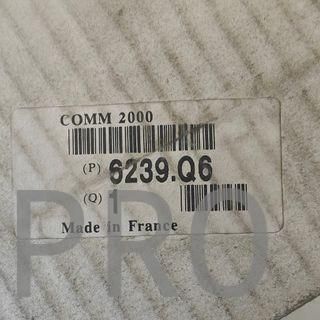 COMM 2000
(P) 6239.Q6
(Q) 1
Made in France
PRO